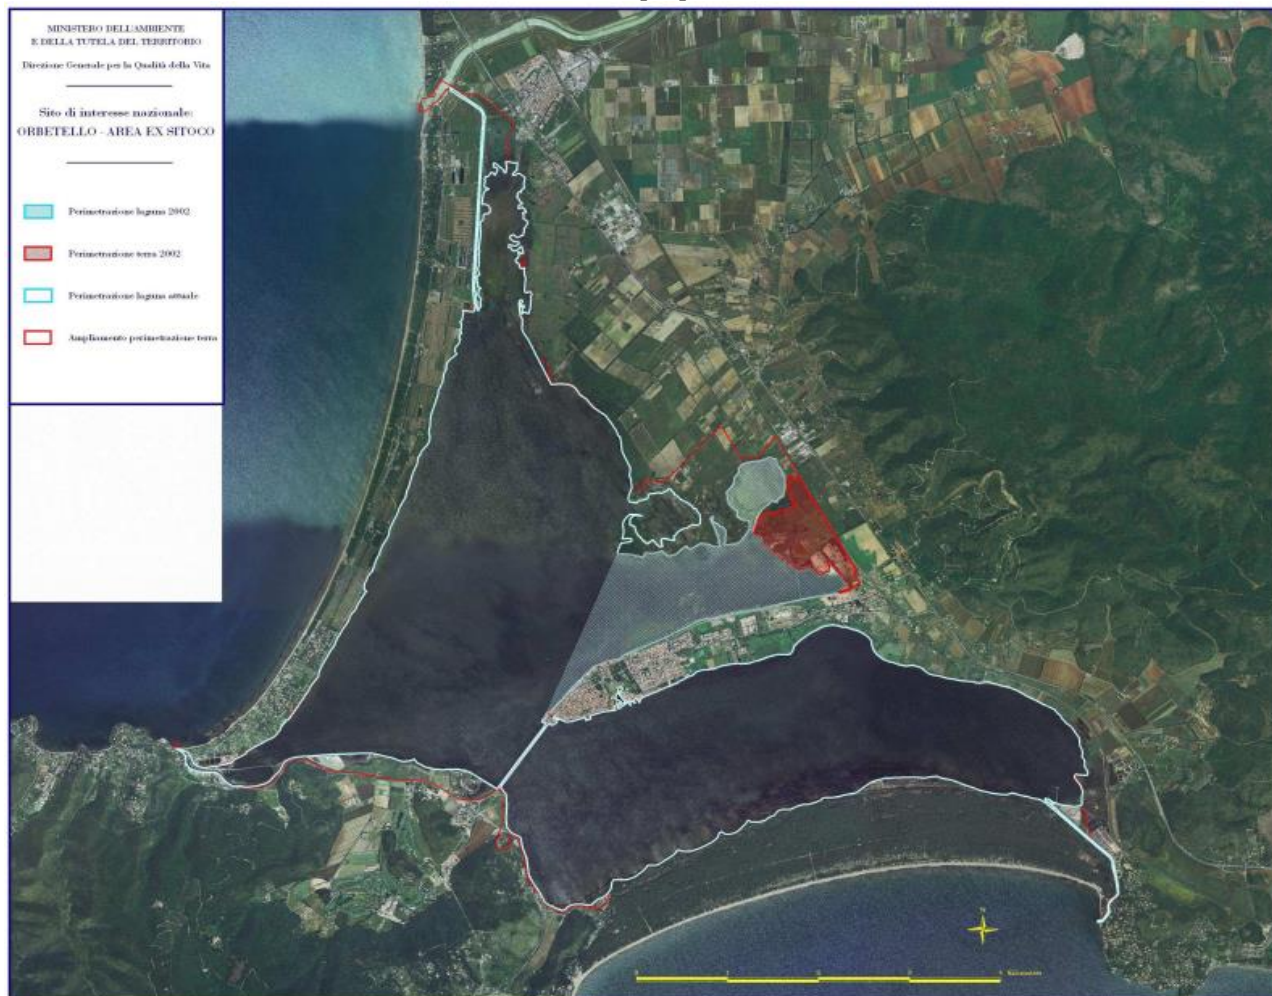 MINISTERO DELL'AMBIENTE
E DELLA TUTELA DEL TERRITORIO
Direzione Generale per la Qualità della Vita
Sito di interesse nazionale:
ORBETELLO - AREA EX SITOCO
Perimetrazione laguna 2002
Perimetrazione terra 2002
Perimetrazione laguna attuale
Ampliamento perimetrazione terra